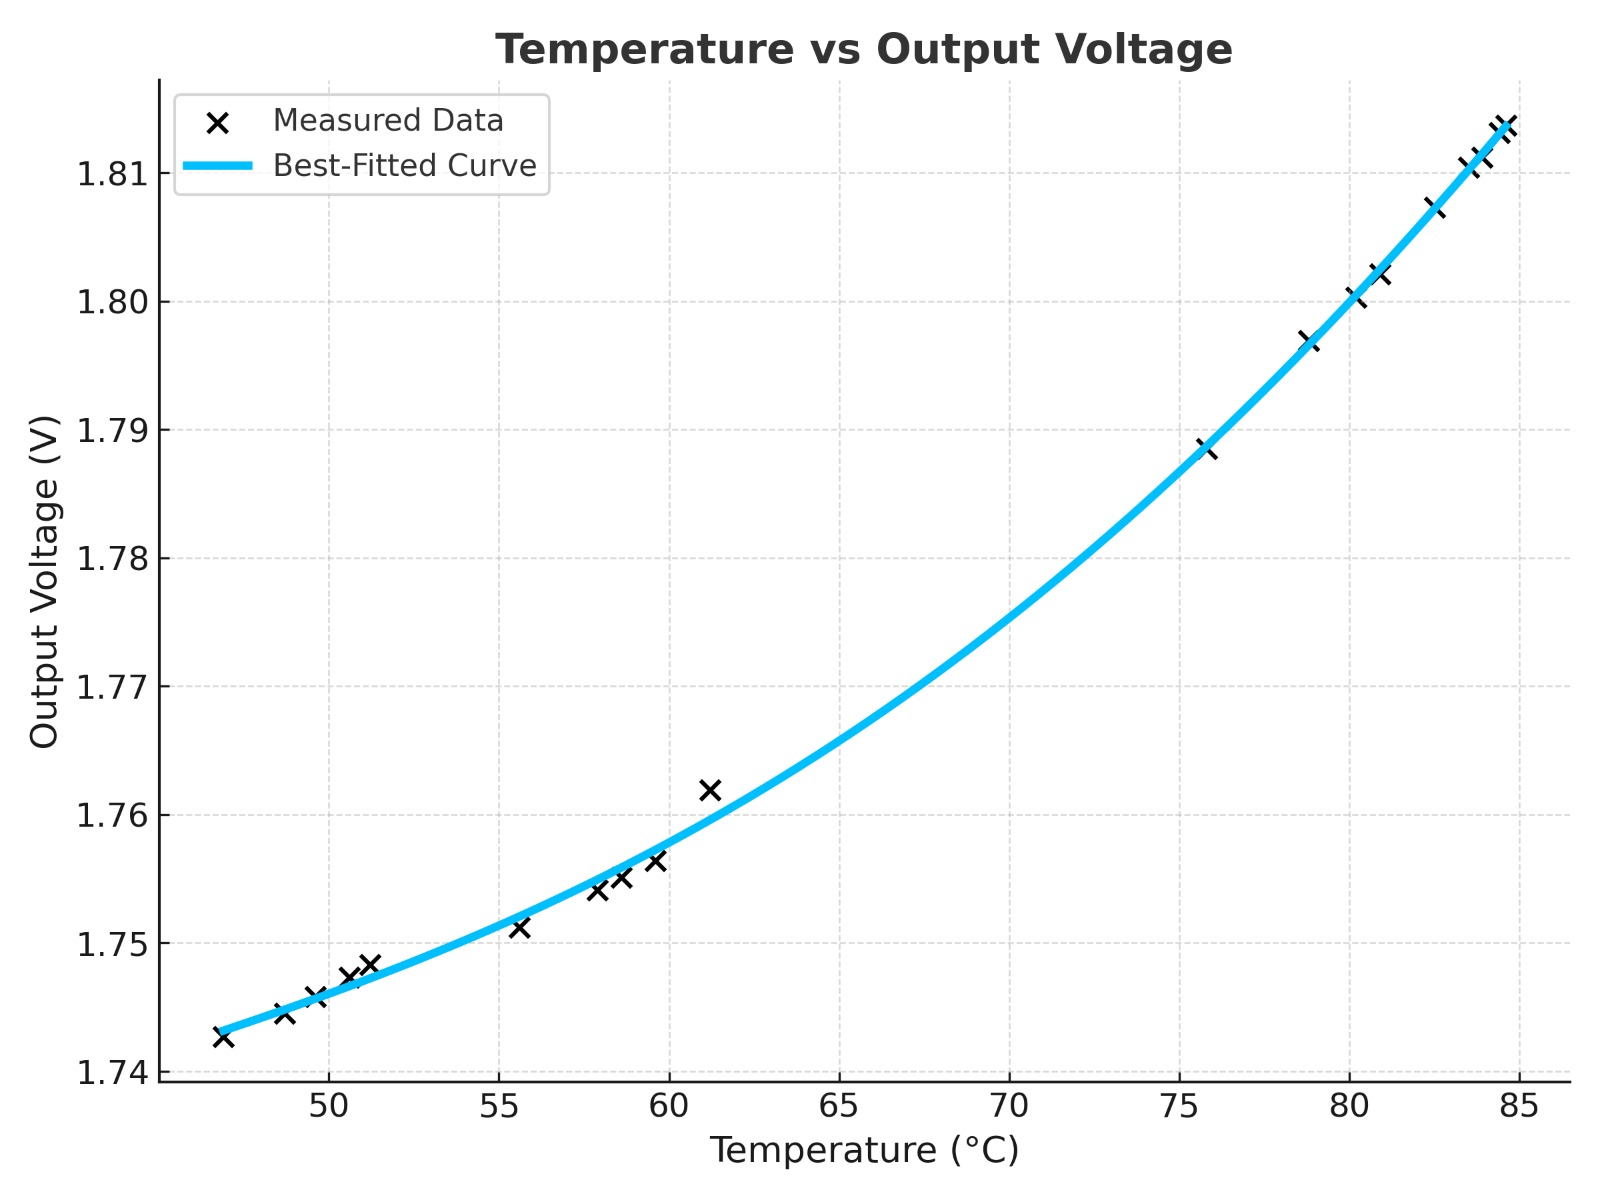 Temperature vs Output Voltage
Measured Data
Best-Fitted Curve
Output Voltage (V)
1.81
1.80
1.79
1.78
1.77
1.76
1.75
1.74
50 55 60 65 70 75 80 85
Temperature (°C)